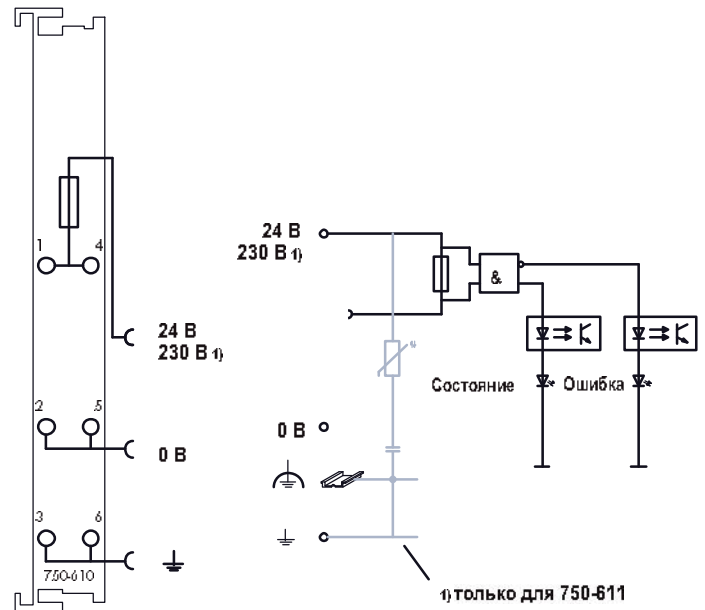 1
4
24 В
230 В 1)
2
5
0 В
3
6
750-610
24 В
230 В 1)
&
Состояние
Ошибка
0 В
1) только для 750-611